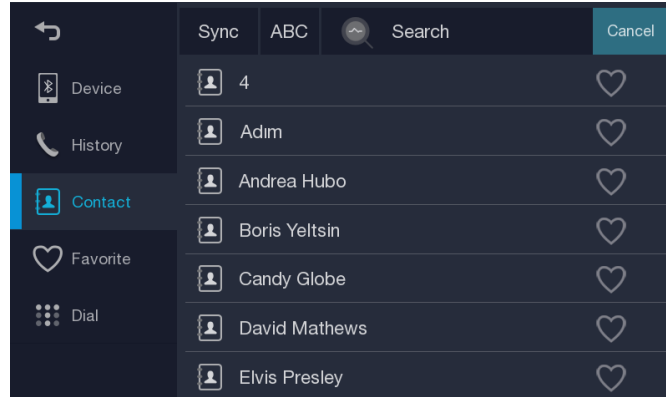 Sync ABC Search Cancel
Device
History
Contact
Favorite
Dial
4
Adım
Andrea Hubo
Boris Yeltsin
Candy Globe
David Mathews
Elvis Presley